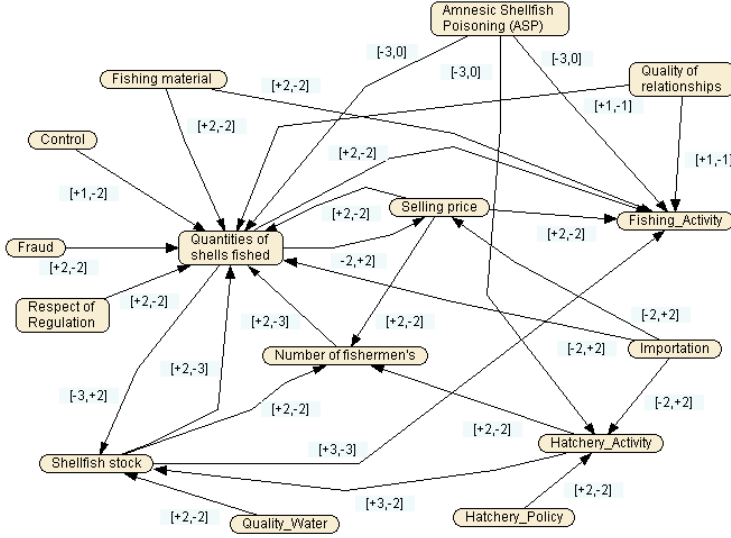 Amnesic Shellfish
Poisoning (ASP)
[-3,0]
[-3,0]
[-3,0]
Fishing material
[+2,-2]
Quality of
relationships
[+2,-2]
[+1,-1]
Control
[+2,-2]
[+1,-1]
[+1,-2]
Selling price
[+2,-2]
Fishing_Activity
Fraud
Quantities of
shells fished
[+2,-2]
[+2,-2]
-2,+2]
Respect of
Regulation
[+2,-2]
[+2,-3]
[+2,-2]
[-2,+2]
Number of fishermen's
[-2,+2]
Importation
[+2,-3]
[-3,+2]
[+2,-2]
[-2,+2]
Shellfish stock
[+3,-3]
[+2,-2]
Hatchery_Activity
[+3,-2]
[+2,-2]
[+2,-2]
Quality_Water
Hatchery_Policy